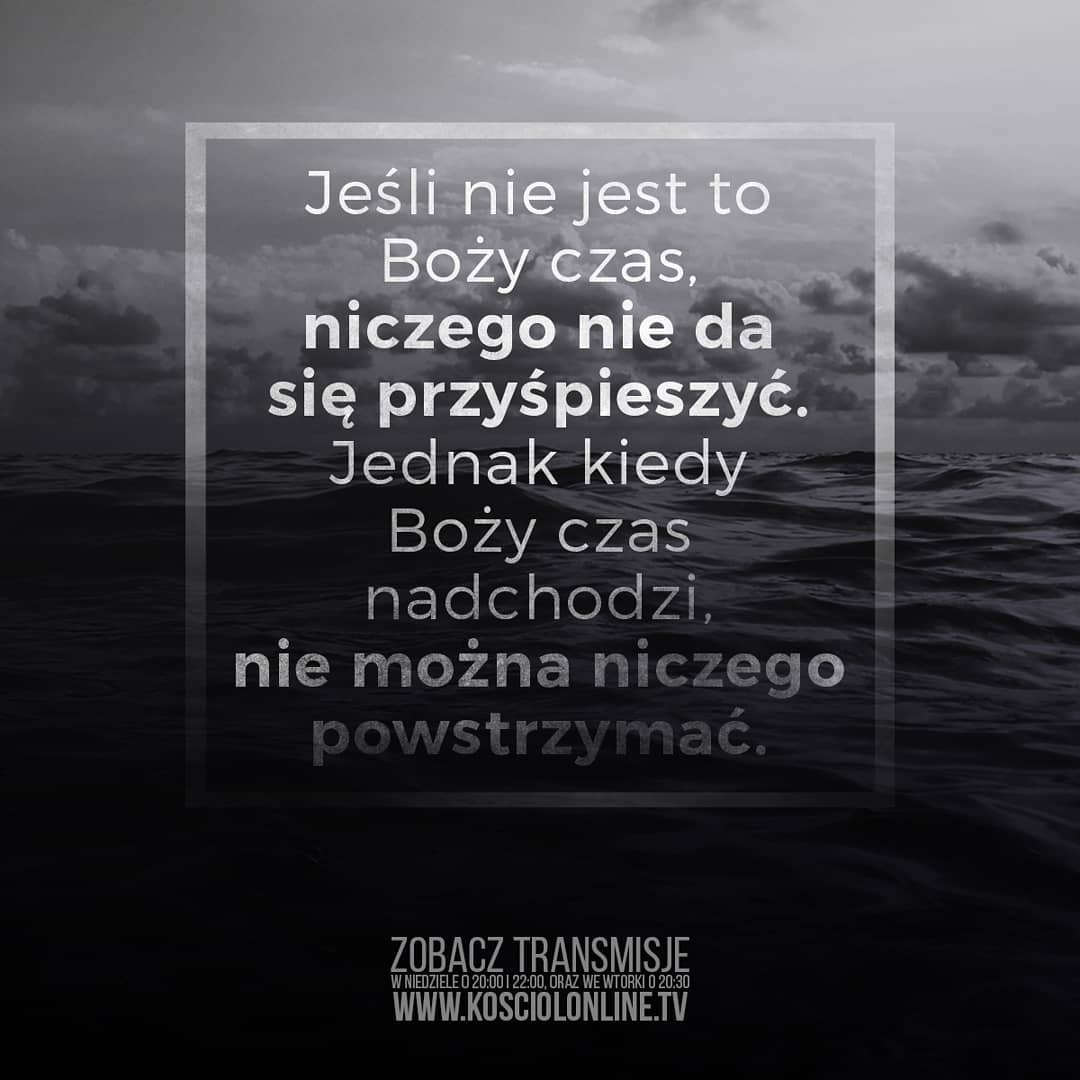 Jeśli nie jest to
Boży czas,
niczego nie da
się przyśpieszyć.
Jednak kiedy
Boży czas
nadchodzi,
nie można niczego
powstrzymać.
ZOBACZ TRANSMISJE
W NIEDZIELE O 20:00 I 22:00, ORAZ WE WTORKI O 20:30
WWW.KOSCIOLONLINE.TV